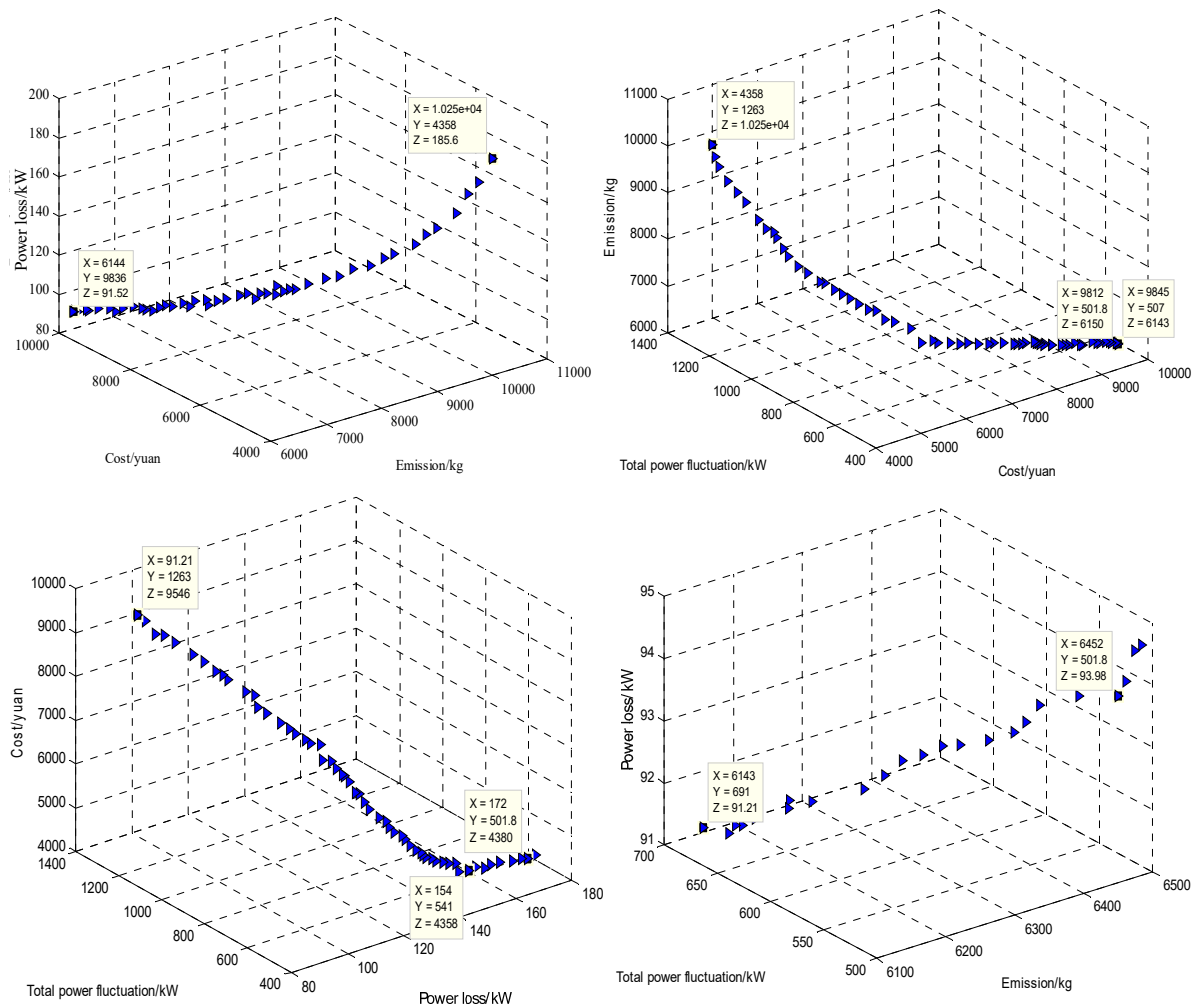 200
180
160
140
120
100
80
10000
8000
6000
4000
6000
7000
8000
9000
10000
11000
Power loss/kW
Cost/yuan
Emission/kg
X = 1.025e+04
Y = 4358
Z = 185.6
X = 6144
Y = 9836
Z = 91.52
11000
10000
9000
8000
7000
6000
1400
1200
1000
800
600
400
4000
5000
6000
7000
8000
9000
10000
Emission/kg
Total power fluctuation/kW
Cost/yuan
X = 4358
Y = 1263
Z = 1.025e+04
X = 9812
Y = 501.8
Z = 6150
X = 9845
Y = 507
Z = 6143
10000
9000
8000
7000
6000
5000
4000
1400
1200
1000
800
600
400
80
100
120
140
160
180
Cost/yuan
Total power fluctuation/kW
Power loss/kW
X = 91.21
Y = 1263
Z = 9546
X = 172
Y = 501.8
Z = 4380
X = 154
Y = 541
Z = 4358
95
94
93
92
91
700
650
600
550
500
6100
6200
6300
6400
6500
Power loss/kW
Total power fluctuation/kW
Emission/kg
X = 6452
Y = 501.8
Z = 93.98
X = 6143
Y = 691
Z = 91.21